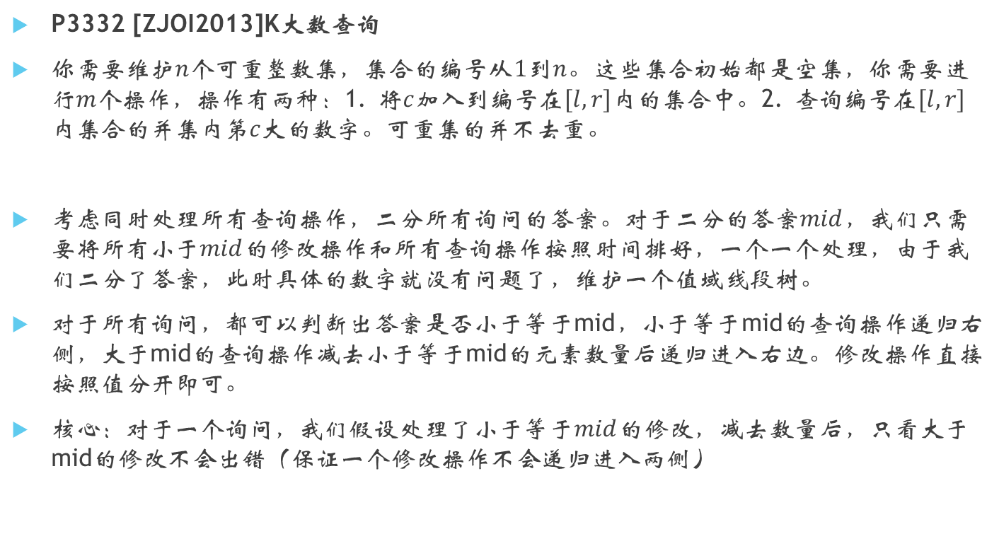 P3332 [ZJOI2013]K大数查询
你需要维护n个可重整数集，集合的编号从1到n。这些集合初始都是空集，你需要进
行m个操作，操作有两种：1. 将c加入到编号在[l,r]内的集合中。2. 查询编号在[l,r]
内集合的并集内第c大的数字。可重集的并不去重。
考虑同时处理所有查询操作，二分所有询问的答案。对于二分的答案mid，我们只需
要将所有小于mid的修改操作和所有查询操作按照时间排好，一个一个处理，由于我
们二分了答案，此时具体的数字就没有问题了，维护一个值域线段树。
对于所有询问，都可以判断出答案是否小于等于mid，小于等于mid的查询操作递归右
侧，大于mid的查询操作减去小于等于mid的元素数量后递归进入右边。修改操作直接
按照值分开即可。
核心：对于一个询问，我们假设处理了小于等于mid的修改，减去数量后，只看大于
mid的修改不会出错（保证一个修改操作不会递归进入两侧）